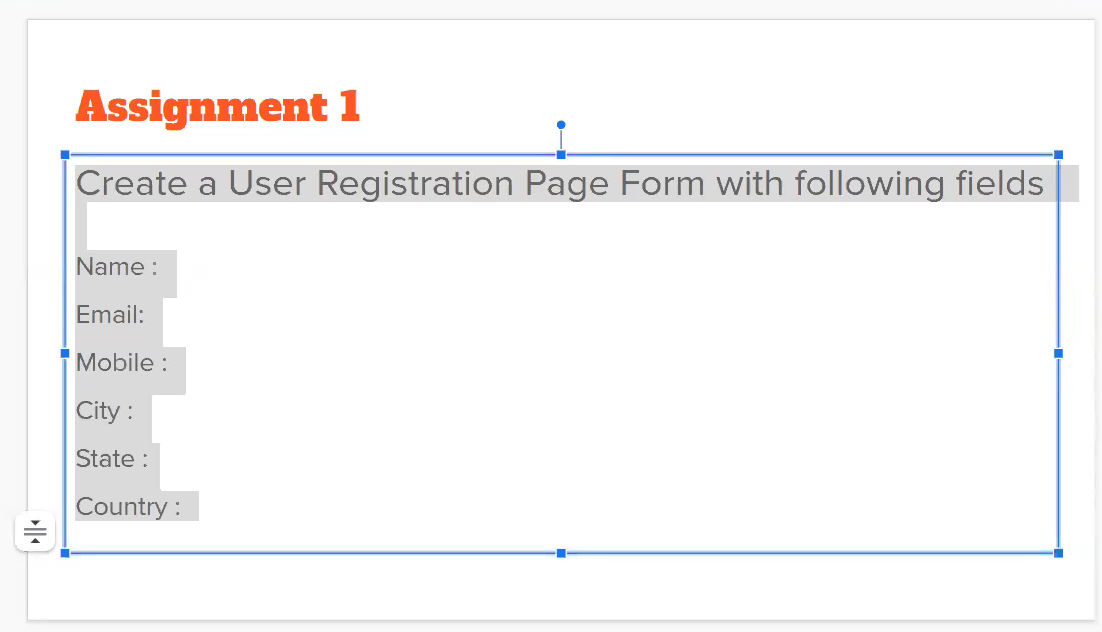 Assignment 1
Create a User Registration Page Form with following fields
Name :
Email:
Mobile :
City :
State :
Country :